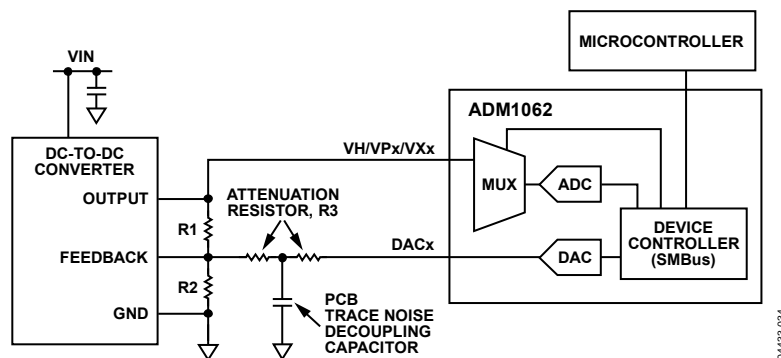 MICROCONTROLLER
VIN
ADM1062
DC-TO-DC
CONVERTER
VH/VPx/VXx
MUX
ADC
OUTPUT
ATTENUATION
RESISTOR, R3
R1
DEVICE
CONTROLLER
(SMBus)
FEEDBACK
DACx
DAC
R2
GND
PCB
TRACE NOISE
DECOUPLING
CAPACITOR